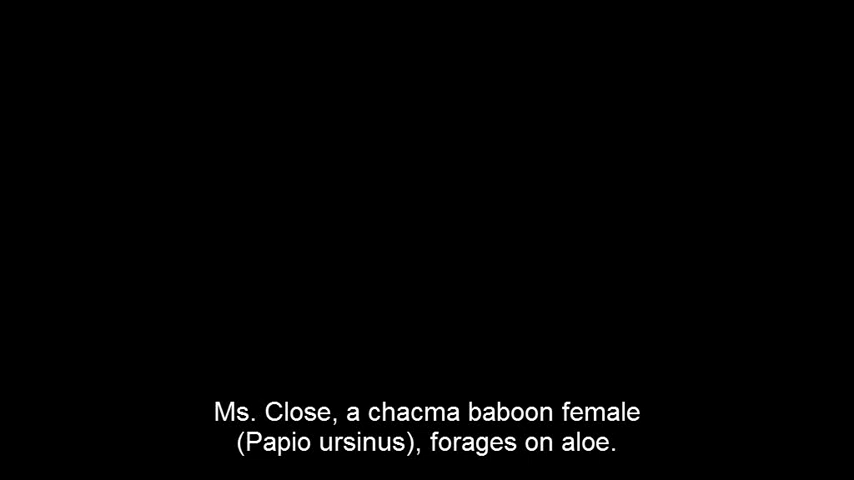 Ms. Close, a chacma baboon female
(Papio ursinus), forages on aloe.